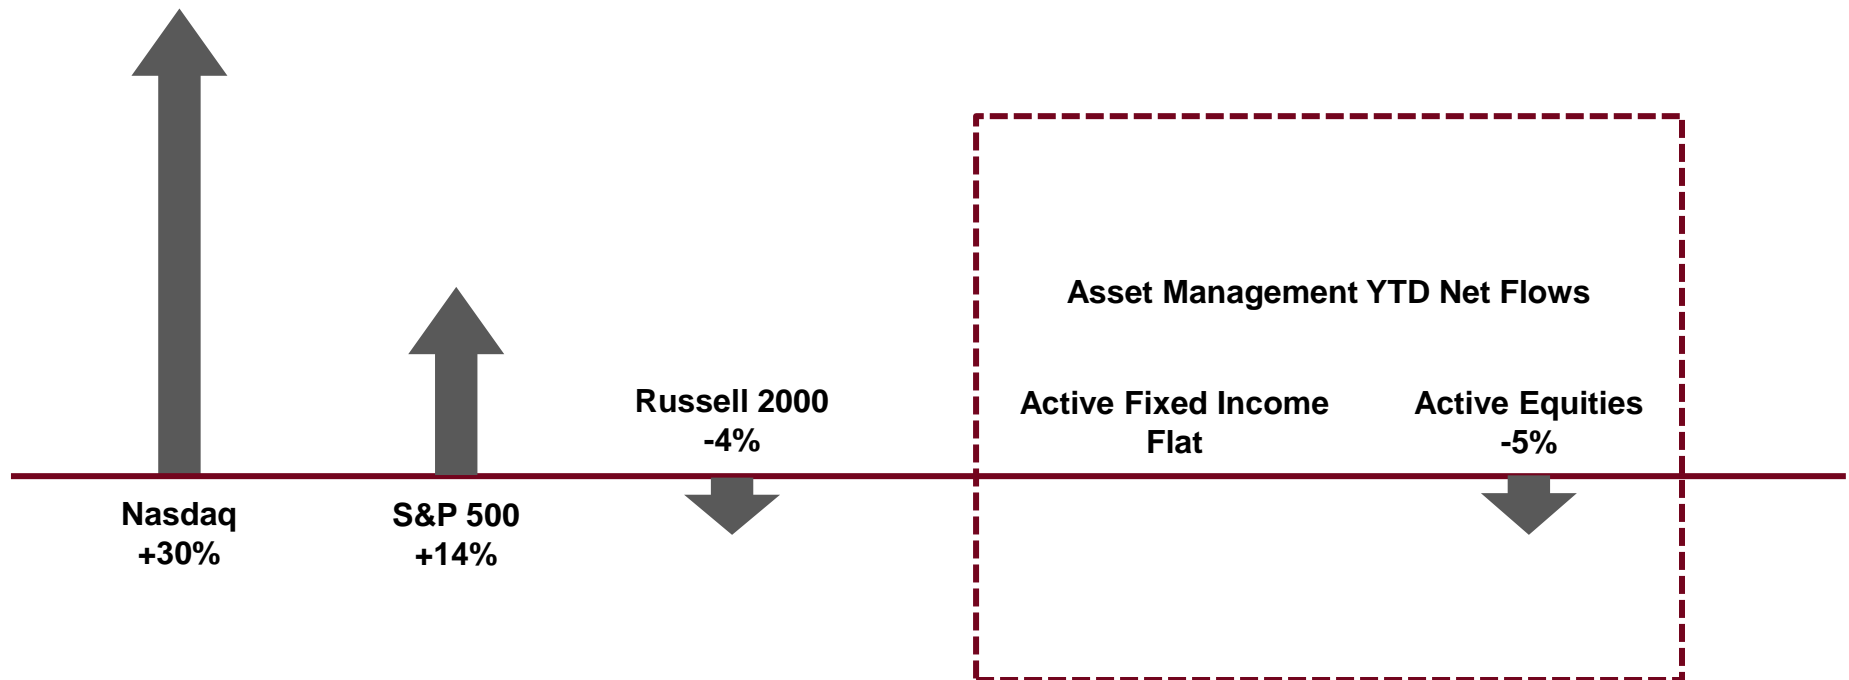 Asset Management YTD Net Flows
Russell 2000
-4%
Active Fixed Income
Flat
Active Equities
-5%
Nasdaq
+30%
S&P 500
+14%